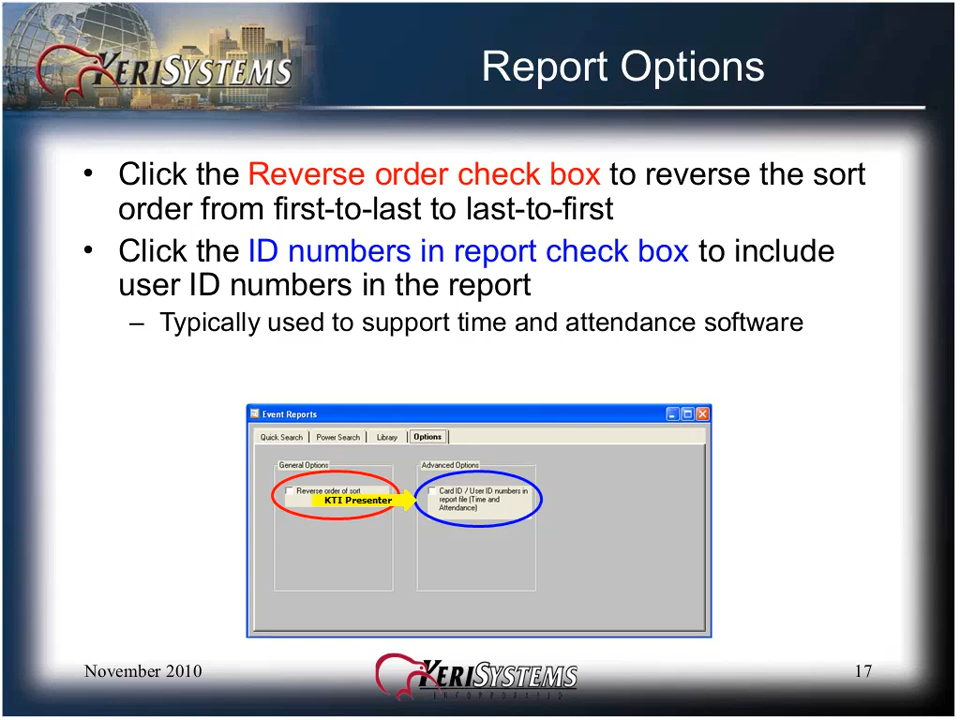 KERISYSTEMS
Report Options
• Click the Reverse order check box to reverse the sort
order from first-to-last to last-to-first
• Click the ID numbers in report check box to include
user ID numbers in the report
– Typically used to support time and attendance software
Event Reports
Quick Search Power Search Library Options
General Options
Reverse order of sort
KTI Presenter
Advanced Options
Card ID / User ID numbers in
report file (Time and
Attendance)
November 2010
KERISYSTEMS
INCORPORATED
17